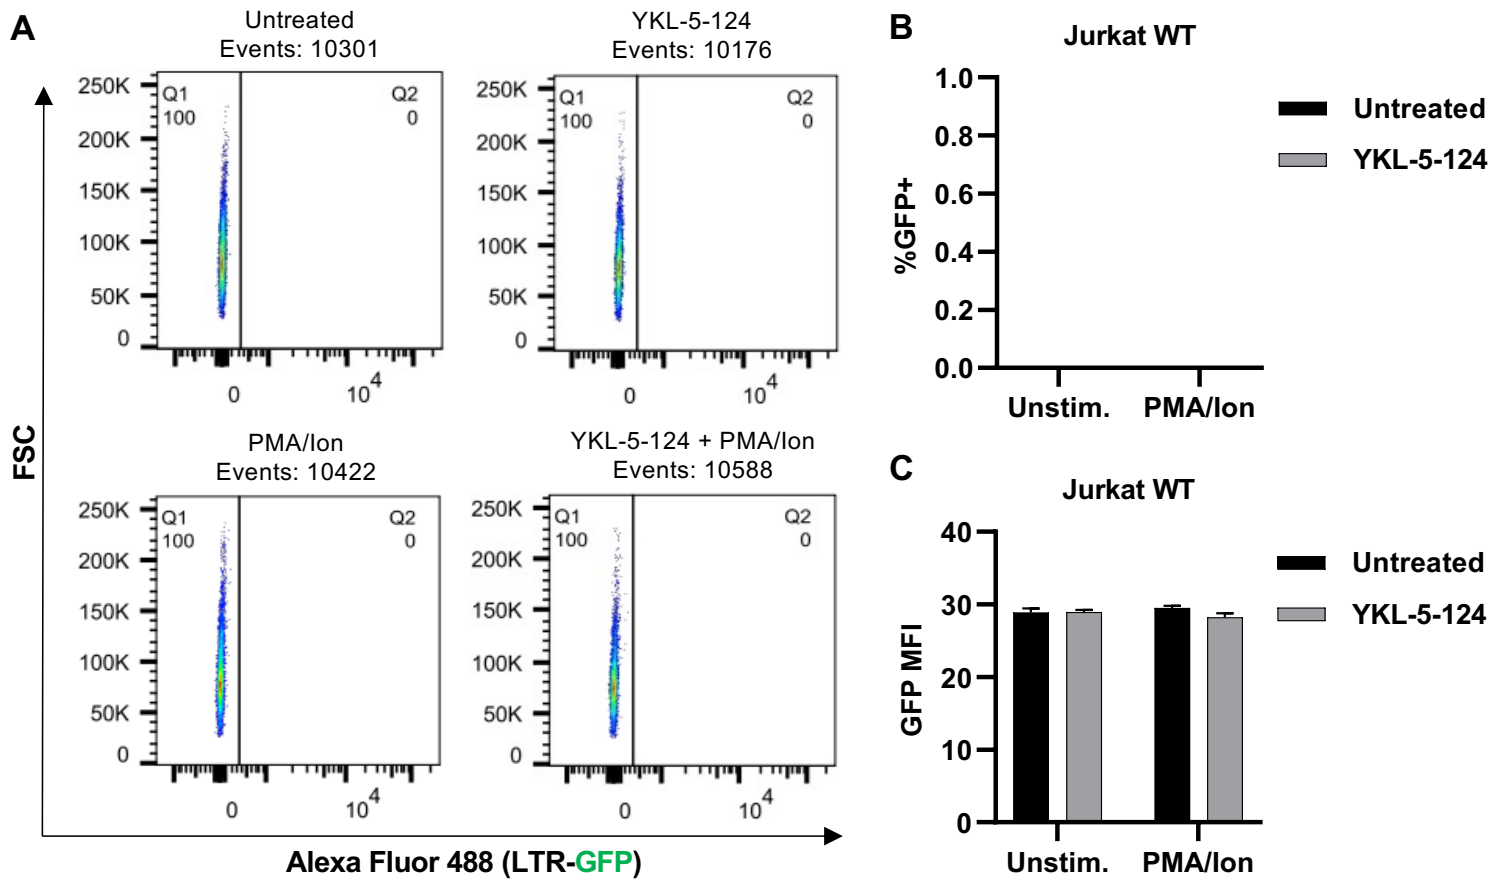 A
Untreated
Events: 10301
250K
200K
150K
100K
50K
0
Q1
100
Q2
0
0
10^4
YKL-5-124
Events: 10176
250K
200K
150K
100K
50K
0
Q1
100
Q2
0
0
10^4
PMA/Ion
Events: 10422
250K
200K
150K
100K
50K
0
Q1
100
Q2
0
0
10^4
YKL-5-124 + PMA/Ion
Events: 10588
250K
200K
150K
100K
50K
0
Q1
100
Q2
0
0
10^4
FSC
Alexa Fluor 488 (LTR-GFP)
B
Jurkat WT
%GFP+
1.0
0.8
0.6
0.4
0.2
0.0
Unstim.
PMA/Ion
Untreated
YKL-5-124
C
Jurkat WT
GFP MFI
40
30
20
10
0
Unstim.
PMA/Ion
Untreated
YKL-5-124